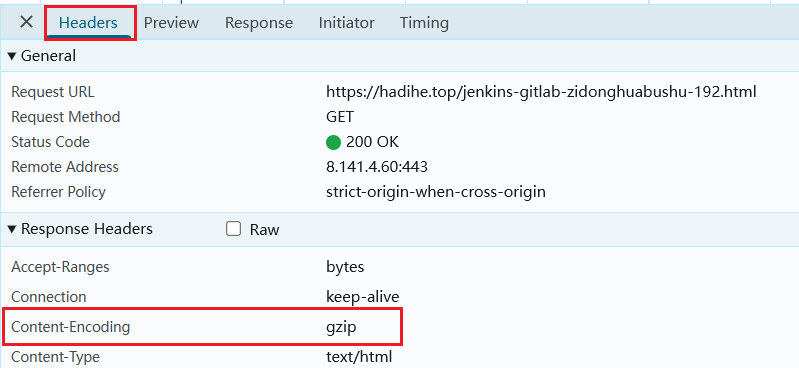 Headers Preview Response Initiator Timing
General
Request URL https://hadihe.top/jenkins-gitlab-zidonghuabushu-192.html
Request Method GET
Status Code 200 OK
Remote Address 8.141.4.60:443
Referrer Policy strict-origin-when-cross-origin
Response Headers Raw
Accept-Ranges bytes
Connection keep-alive
Content-Encoding gzip
Content-Type text/html